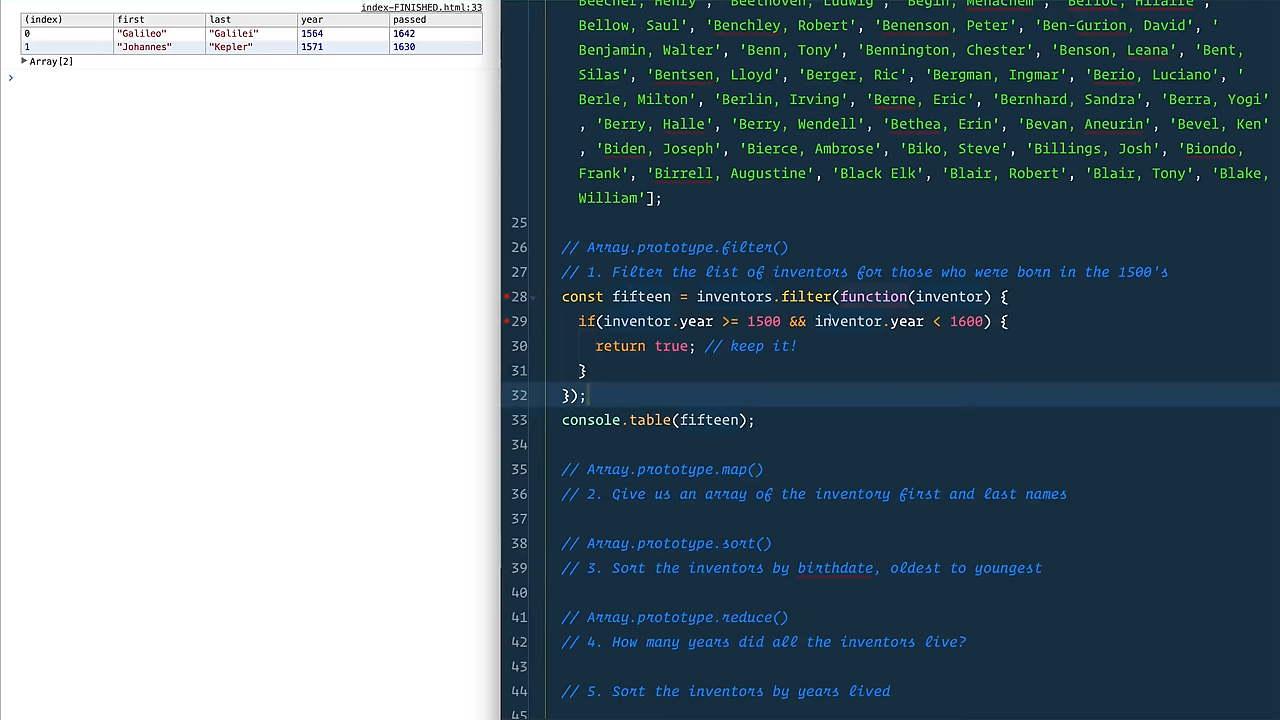 index-FINISHED.html:33
(index) first last year passed
0 "Galileo" "Galilei" 1564 1642
1 "Johannes" "Kepler" 1571 1630
Array[2]
Beecher, Henry', 'Beethoven, Ludwig', 'Begin, Menachem', 'Belloc, Hilaire',
'Bellow, Saul', 'Benchley, Robert', 'Benenson, Peter', 'Ben-Gurion, David', '
Benjamin, Walter', 'Benn, Tony', 'Bennington, Chester', 'Benson, Leana', 'Bent,
Silas', 'Bentsen, Lloyd', 'Berger, Ric', 'Bergman, Ingmar', 'Berio, Luciano', '
Berle, Milton', 'Berlin, Irving', 'Berne, Eric', 'Bernhard, Sandra', 'Berra, Yogi'
, 'Berry, Halle', 'Berry, Wendell', 'Bethea, Erin', 'Bevan, Aneurin', 'Bevel, Ken'
, 'Biden, Joseph', 'Bierce, Ambrose', 'Biko, Steve', 'Billings, Josh', 'Biondo,
Frank', 'Birrell, Augustine', 'Black Elk', 'Blair, Robert', 'Blair, Tony', 'Blake,
William'];
25
26 // Array.prototype.filter()
27 // 1. Filter the list of inventors for those who were born in the 1500's
28 const fifteen = inventors.filter(function(inventor) {
29 if(inventor.year >= 1500 && inventor.year < 1600) {
30 return true; // keep it!
31 }
32 });
33 console.table(fifteen);
34
35 // Array.prototype.map()
36 // 2. Give us an array of the inventory first and last names
37
38 // Array.prototype.sort()
39 // 3. Sort the inventors by birthdate, oldest to youngest
40
41 // Array.prototype.reduce()
42 // 4. How many years did all the inventors live?
43
44 // 5. Sort the inventors by years lived
45